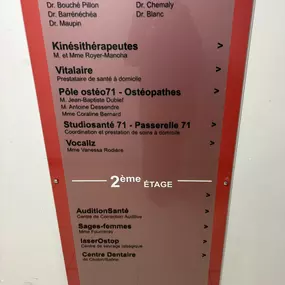 Dr. Bouché Pillon Dr. Chemaly
Dr. Barrénéchéa Dr. Blanc
Dr. Maupin
Kinésithérapeutes >
M. et Mme Royer-Manoha
Vitalaire >
Prestataire de santé à domicile
Pôle ostéo71 - Ostéopathes >
M. Jean-Baptiste Dubief
M. Antoine Dessendre
Mme Coraline Bernard
Studiosanté 71 - Passerelle 71 >
Coordination et prestation de soins à domicile
Vocaliz >
Mme Vanessa Rodière
2ème ÉTAGE
AuditionSanté >
Centre de Correction Auditive
Sages-femmes >
Mme
laserOstop >
Centre de sevrage tabagique
Centre Dentaire >